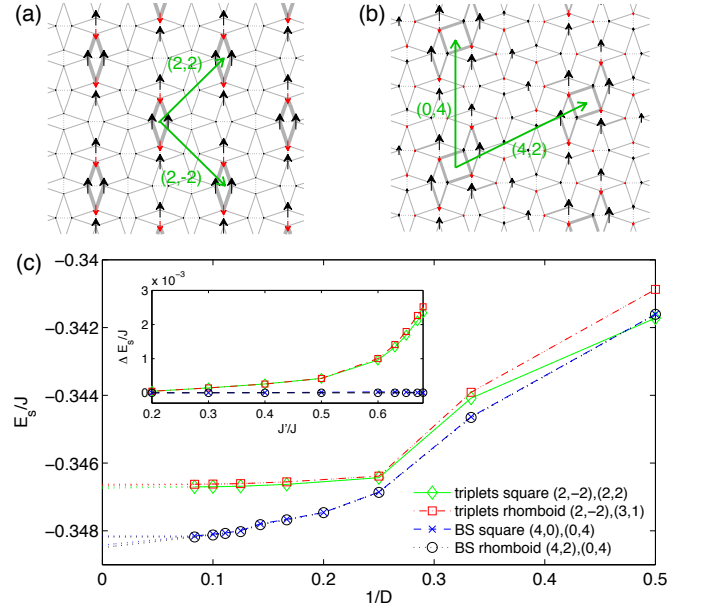 (a)
(2,2)
(2,-2)
(b)
(0,4)
(4,2)
(c)
−0.34
−0.342
−0.344
−0.346
−0.348
E_s/J
0
0.1
0.2
0.3
0.4
0.5
1/D
x 10^−3
3
2
1
0
Δ E_s/J
0.2
0.3
0.4
0.5
0.6
J'/J
triplets square (2,−2),(2,2)
triplets rhomboid (2,−2),(3,1)
BS square (4,0),(0,4)
BS rhomboid (4,2),(0,4)